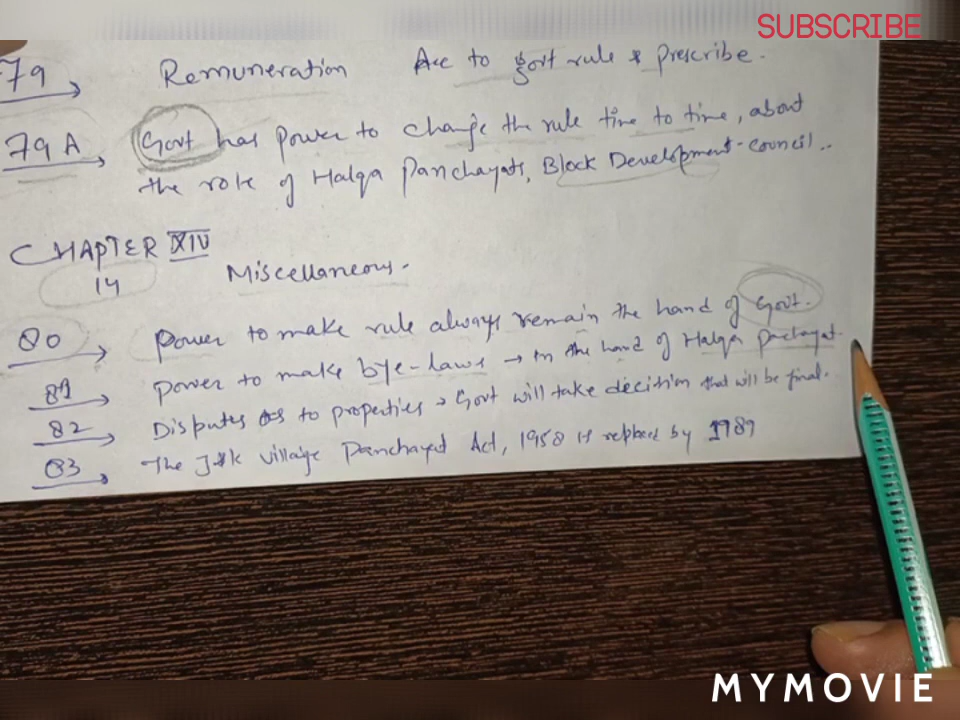 SUBSCRIBE
79 → Remuneration Acc to govt rule & prescribe.
79 A → Govt has power to change the rule time to time, about
the role of Halqa Panchayats, Block Development-council..
CHAPTER XIV
14 Miscellaneous.
80 → Power to make rule always remain the hand of Govt.
81 → Power to make bye-laws → In the hand of Halqa pachayat.
82 → Disputes as to properties → Govt will take decition that will be final.
83 → The J&k village Panchayat Act, 1958 is replaced by 1989
MYMOVIE